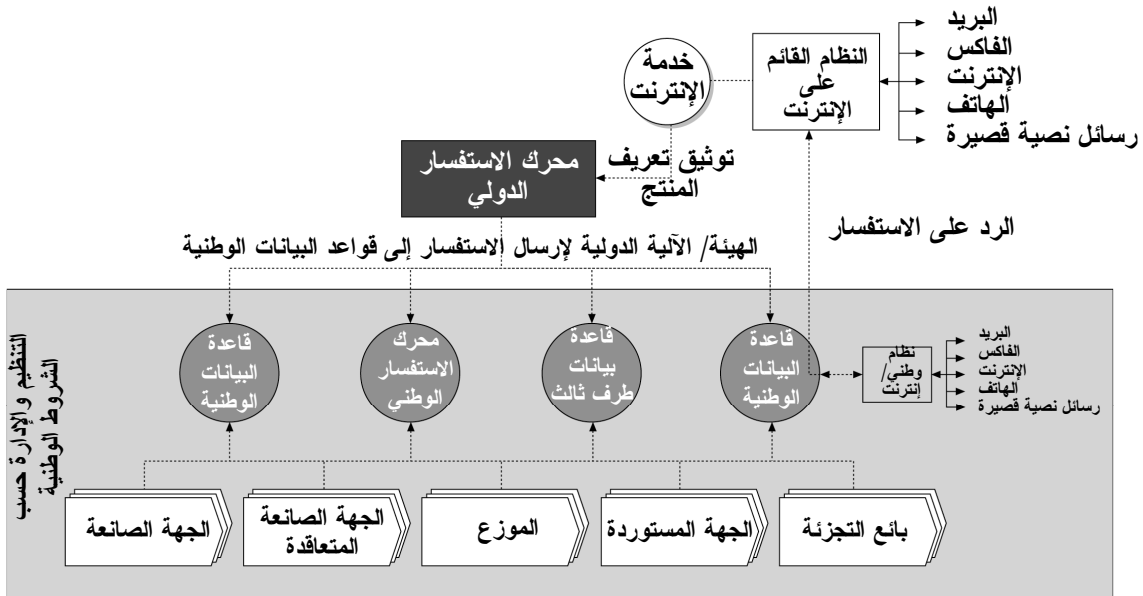 البريد
الفاكس
الإنترنت
الهاتف
رسائل نصية قصيرة
النظام القائم
على
الإنترنت
خدمة
الإنترنت
توثيق تعريف
المنتج
محرك الاستفسار
الدولي
الرد على الاستفسار
الهيئة/ الآلية الدولية لإرسال الاستفسار إلى قواعد البيانات الوطنية
قاعدة
البيانات
الوطنية
قاعدة
بيانات
طرف ثالث
محرك
الاستفسار
الوطني
قاعدة
البيانات
الوطنية
البريد
الفاكس
الإنترنت
الهاتف
رسائل نصية قصيرة
نظام
وطني/
إنترنت
التنظيم والإدارة حسب
الشروط الوطنية
بائع التجزئة
الجهة المستوردة
الموزع
الجهة الصانعة
المتعاقدة
الجهة الصانعة